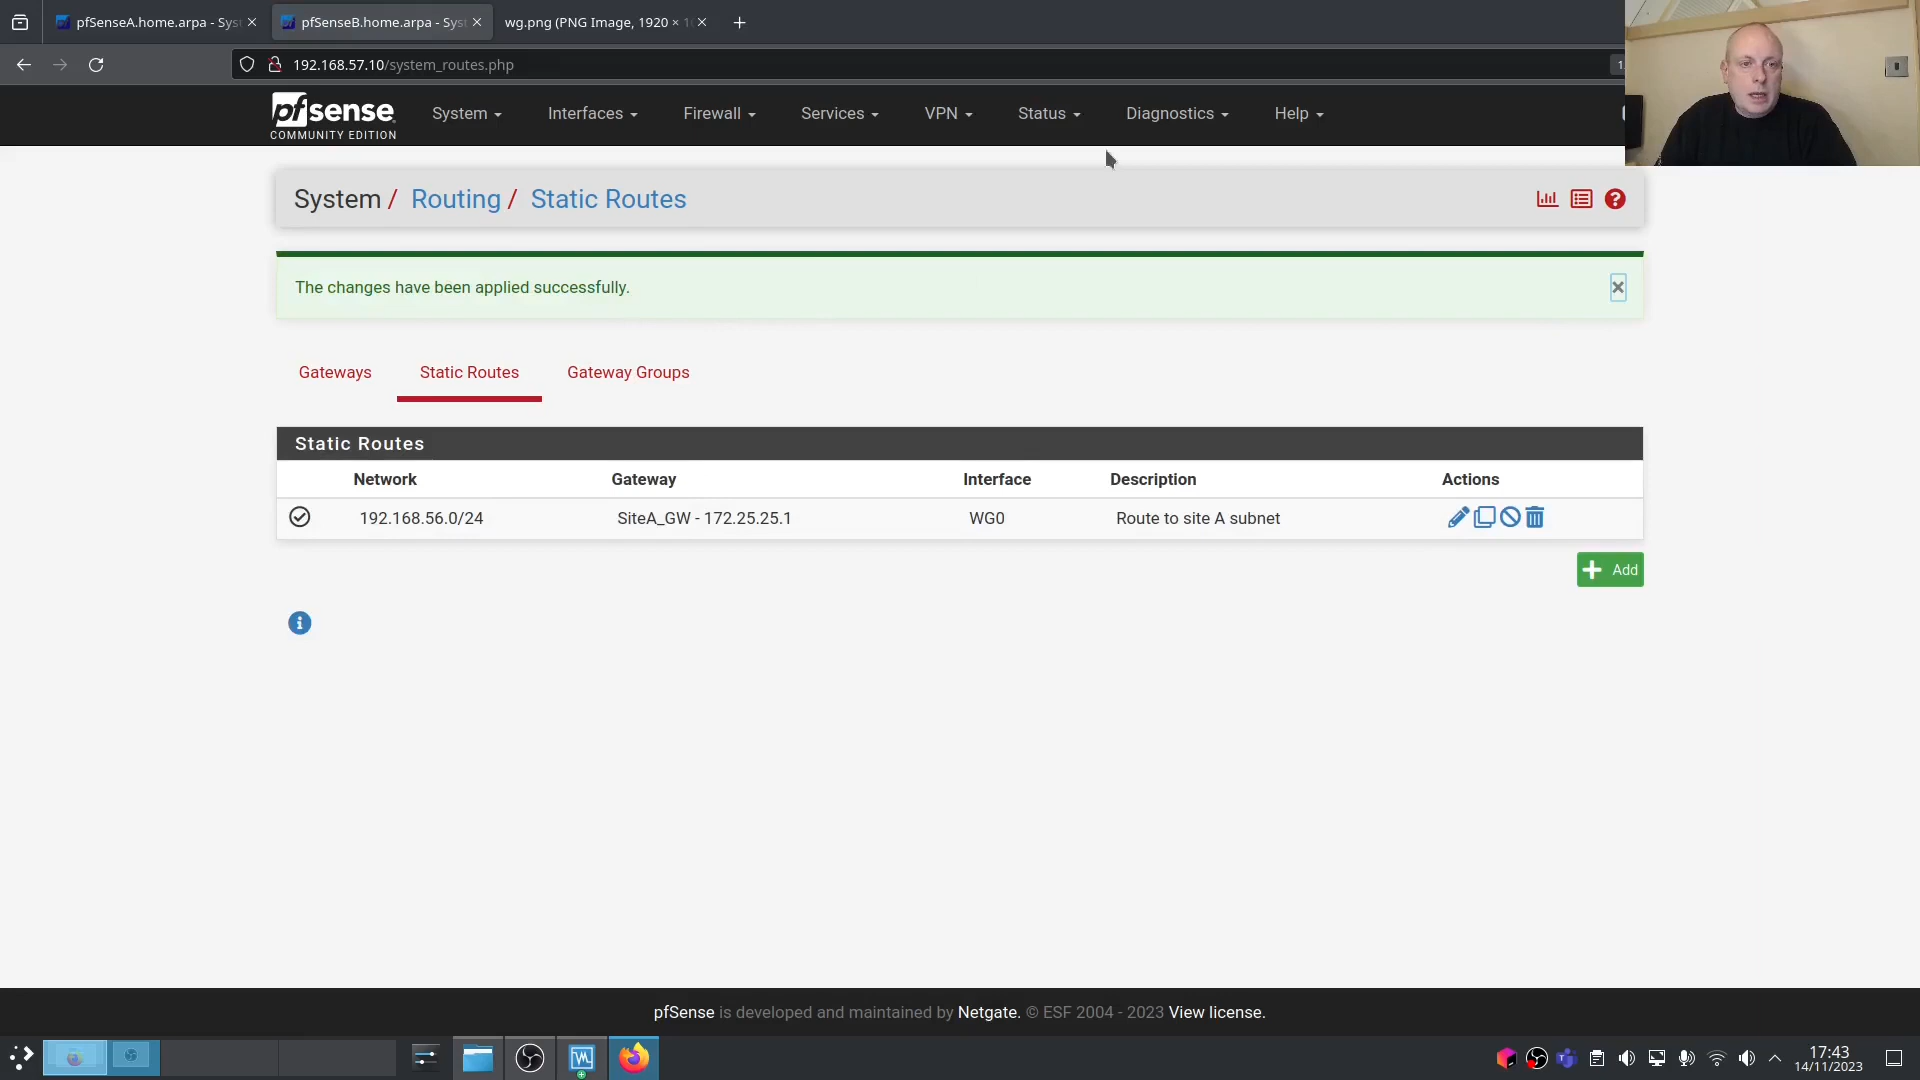 pfSenseA.home.arpa - Sys
pfSenseB.home.arpa - Sys
wg.png (PNG Image, 1920 ×
192.168.57.10/system_routes.php
pfsense
COMMUNITY EDITION
System
Interfaces
Firewall
Services
VPN
Status
Diagnostics
Help
System / Routing / Static Routes
The changes have been applied successfully.
Gateways
Static Routes
Gateway Groups
Static Routes
Network Gateway Interface Description Actions
192.168.56.0/24 SiteA_GW - 172.25.25.1 WG0 Route to site A subnet
Add
pfSense is developed and maintained by Netgate. © ESF 2004 - 2023 View license.
17:43
14/11/2023